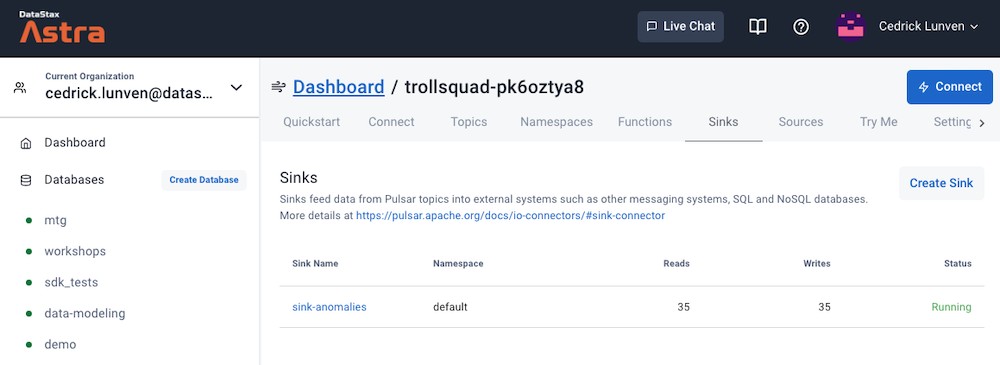 DataStax
Astra
Live Chat
Cedrick Lunven
Current Organization
cedrick.lunven@datas...
Dashboard
Databases
Create Database
mtg
workshops
sdk_tests
data-modeling
demo
Dashboard / trollsquad-pk6oztya8
Connect
Quickstart Connect Topics Namespaces Functions Sinks Sources Try Me
Sinks
Create Sink
Sinks feed data from Pulsar topics into external systems such as other messaging systems, SQL and NoSQL databases.
More details at https://pulsar.apache.org/docs/io-connectors/#sink-connector
Sink Name Namespace Reads Writes Status
sink-anomalies default 35 35 Running